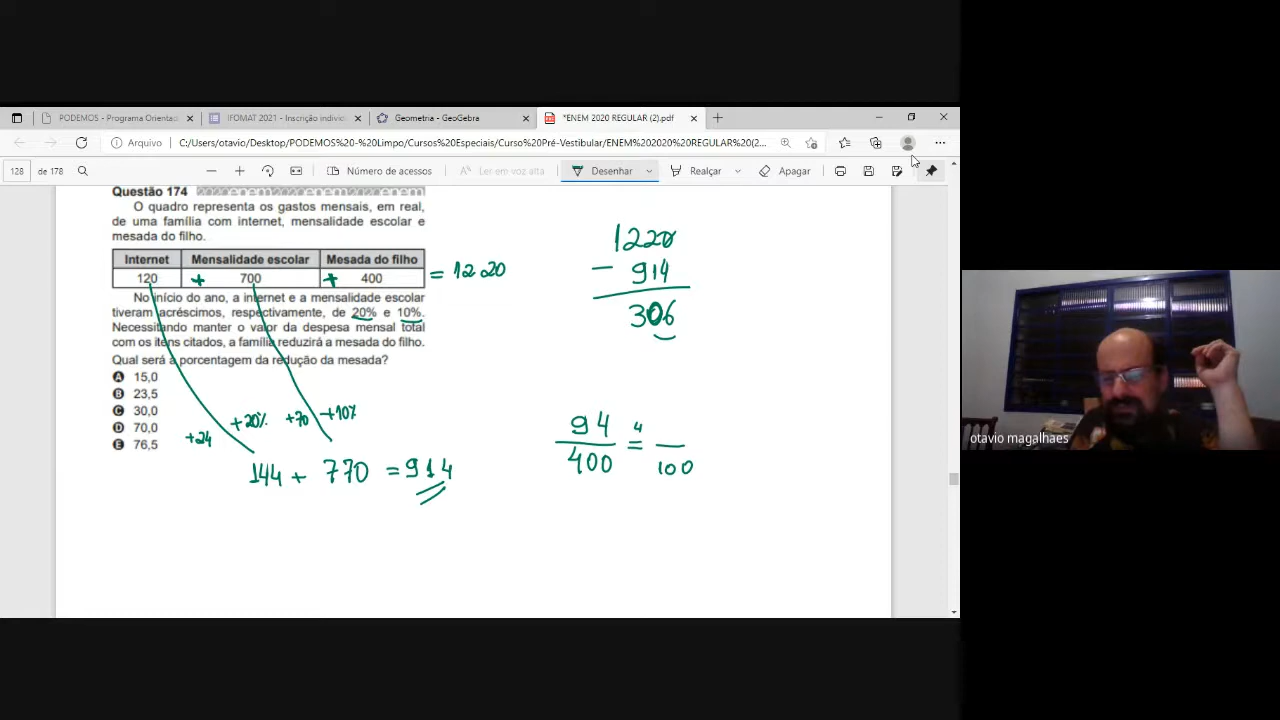 PODEMOS - Programa Orientac
IFOMAT 2021 - Inscrição individ
Geometria - GeoGebra
*ENEM 2020 REGULAR (2).pdf
Arquivo
C:/Users/otavio/Desktop/PODEMOS%20-%20Limpo/Cursos%20Especiais/Curso%20Pré-Vestibular/ENEM%202020%20REGULAR%20(2...
128 de 178
Número de acessos
Ler em voz alta
Desenhar
Realçar
Apagar
Questão 174
O quadro representa os gastos mensais, em real,
de uma família com internet, mensalidade escolar e
mesada do filho.
Internet Mensalidade escolar Mesada do filho
120 + 700 + 400 = 1220
No início do ano, a internet e a mensalidade escolar
tiveram acréscimos, respectivamente, de 20% e 10%.
Necessitando manter o valor da despesa mensal total
com os itens citados, a família reduzirá a mesada do filho.
Qual será a porcentagem da redução da mesada?
A 15,0
B 23,5
C 30,0
D 70,0
E 76,5
+24 +20% +70 +10%
144 + 770 = 914
1220
- 914
306
94
400
4
=
100
otavio magalhaes